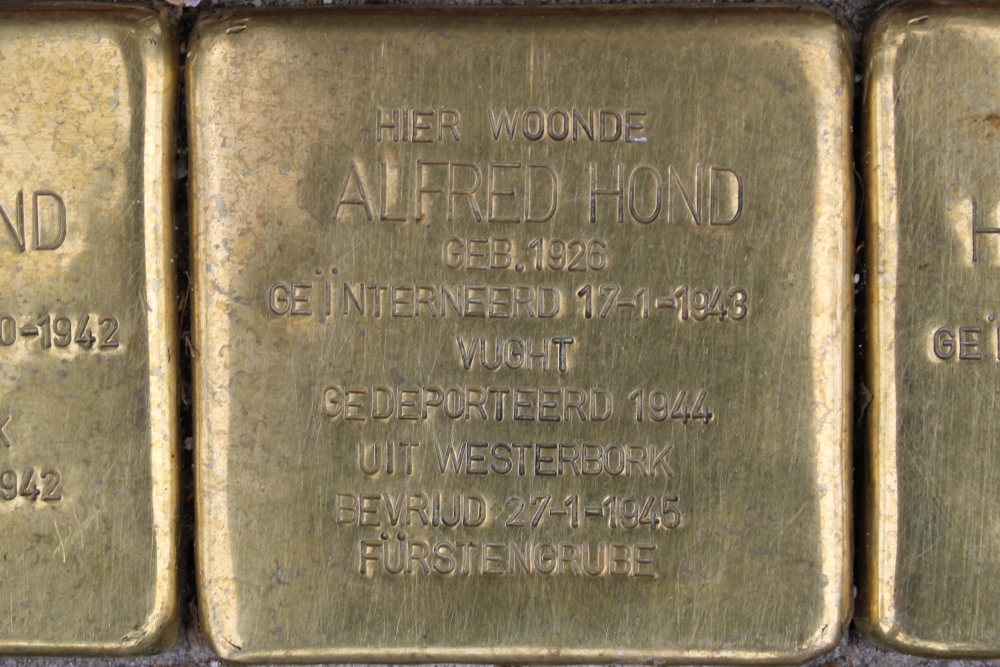 HIER WOONDE
ALFRED HOND
GEB. 1926
GEÏNTERNEERD 17-1-1943
VUGHT
GEDEPORTEERD 1944
UIT WESTERBORK
BEVRIJD 27-1-1945
FÜRSTENGRUBE